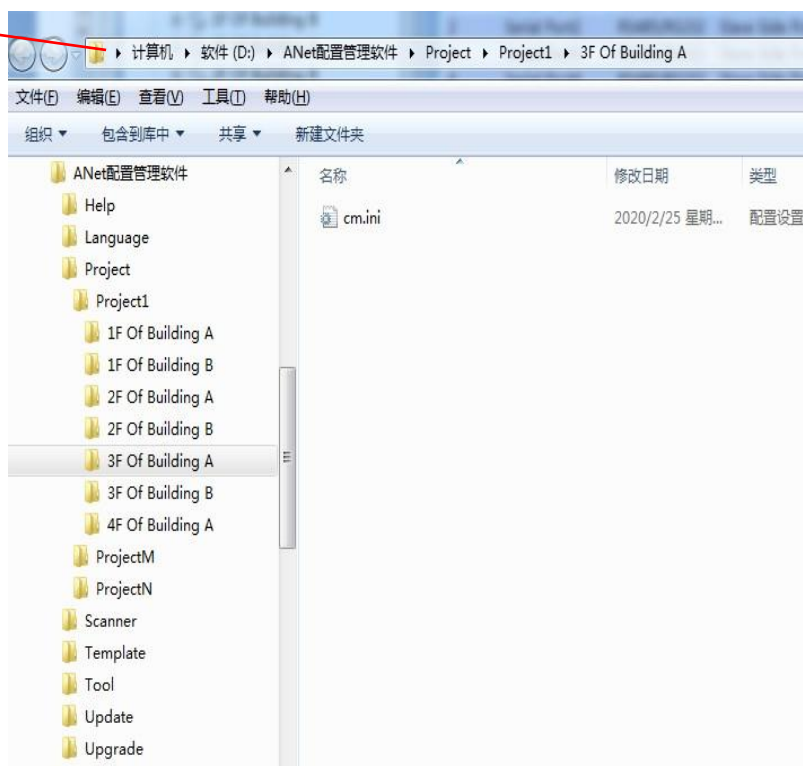 计算机 ▸ 软件 (D:) ▸ ANet配置管理软件 ▸ Project ▸ Project1 ▸ 3F Of Building A
文件(F) 编辑(E) 查看(V) 工具(T) 帮助(H)
组织 包含到库中 共享 新建文件夹
ANet配置管理软件
Help
Language
Project
Project1
1F Of Building A
1F Of Building B
2F Of Building A
2F Of Building B
3F Of Building A
3F Of Building B
4F Of Building A
ProjectM
ProjectN
Scanner
Template
Tool
Update
Upgrade
名称 修改日期 类型
cm.ini 2020/2/25 星期... 配置设置